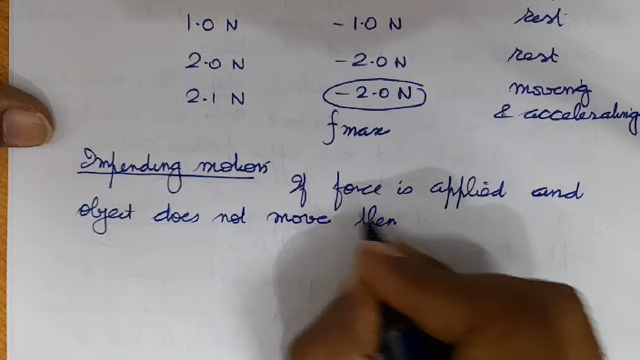 1.0 N -1.0 N rest
2.0 N -2.0 N rest
2.1 N -2.0 N moving & accelerating
fmax
Impending motion If force is applied and
object does not move then